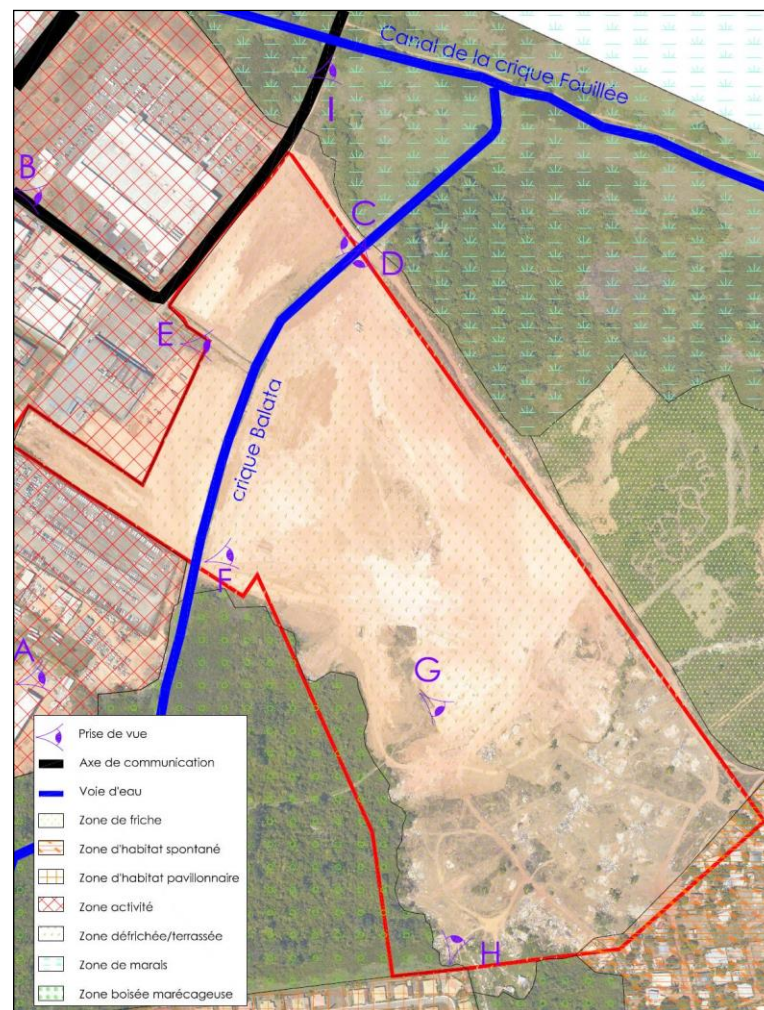 Canal de la crique Fouillée
I
B
C
D
E
crique Balata
F
A
G
H
Prise de vue
Axe de communication
Voie d'eau
Zone de friche
Zone d'habitat spontané
Zone d'habitat pavillonnaire
Zone activité
Zone défrichée/terrassée
Zone de marais
Zone boisée marécageuse